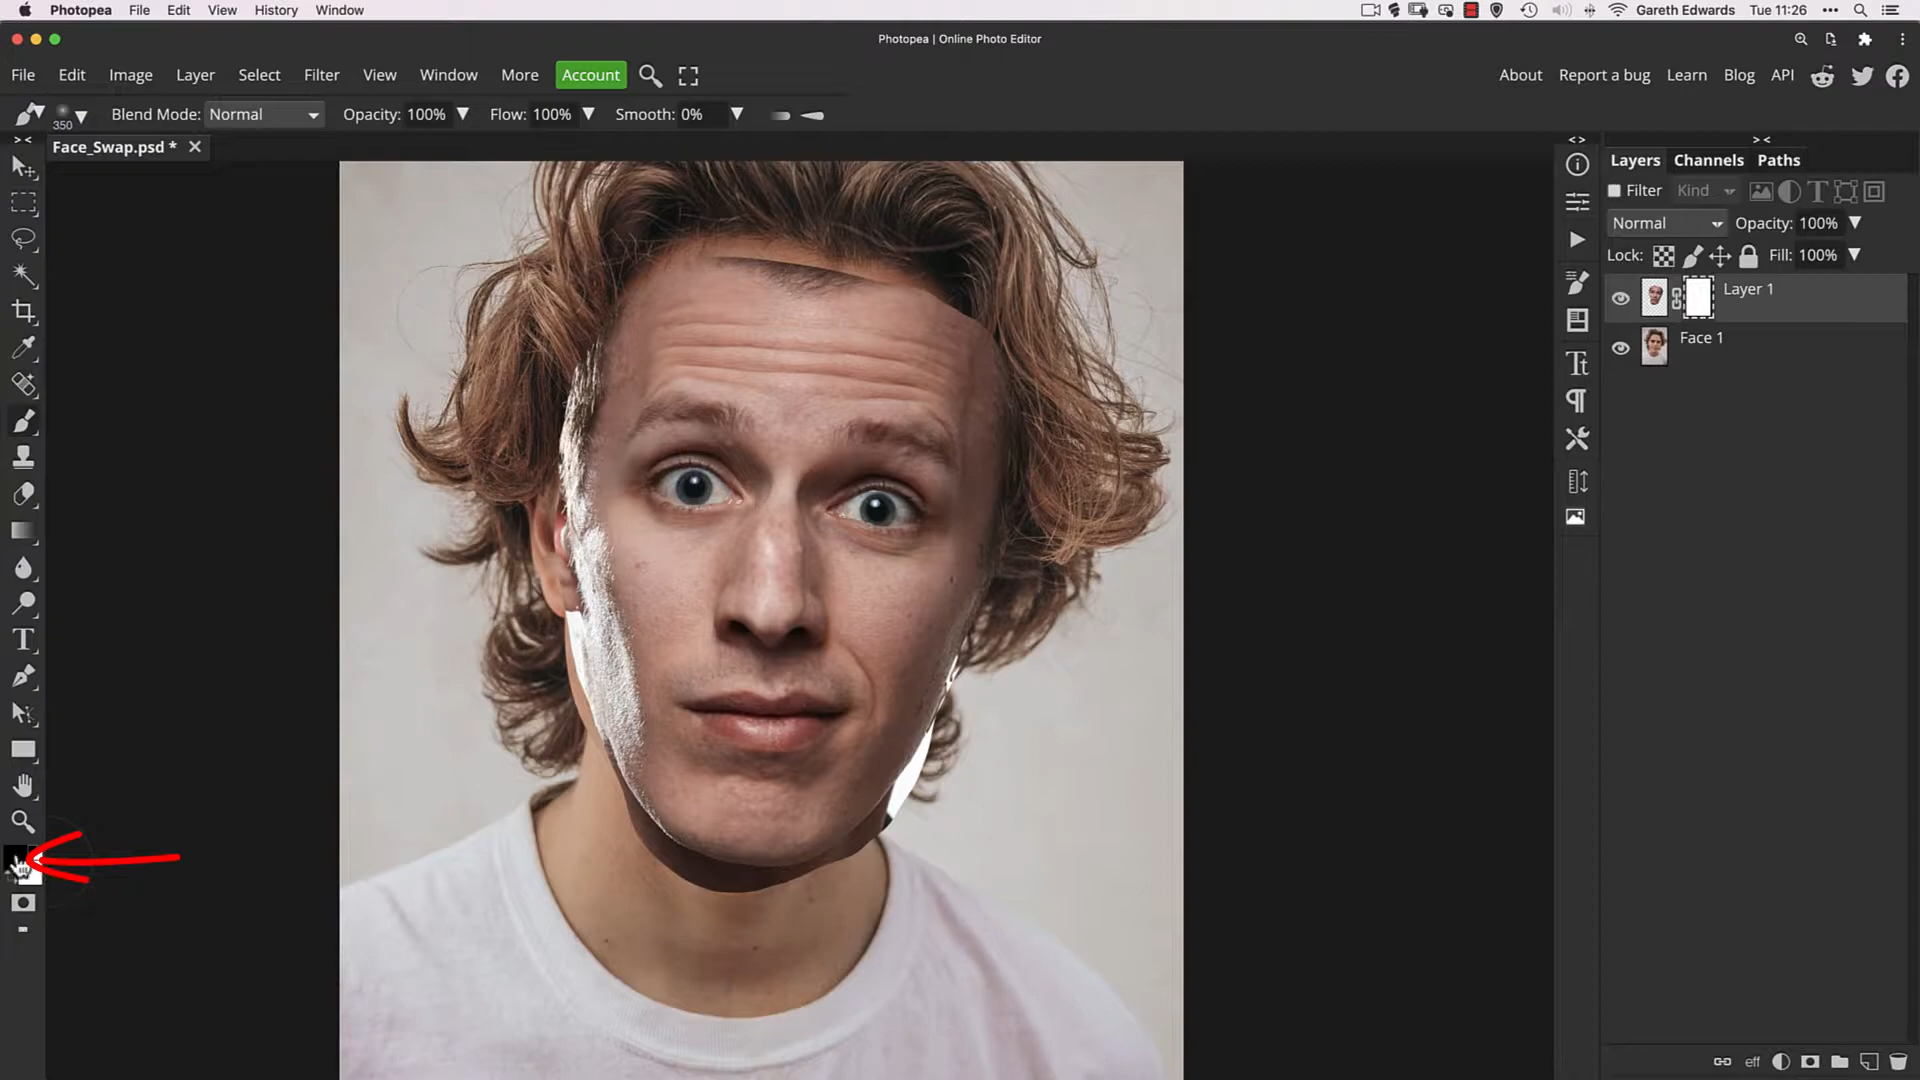 Photopea File Edit View History Window Gareth Edwards Tue 11:26
Photopea | Online Photo Editor
File Edit Image Layer Select Filter View Window More Account About Report a bug Learn Blog API
350 Blend Mode: Normal Opacity: 100% Flow: 100% Smooth: 0%
Face_Swap.psd *
Layers Channels Paths
Filter Kind
Normal Opacity: 100%
Lock: Fill: 100%
Layer 1
Face 1
eff